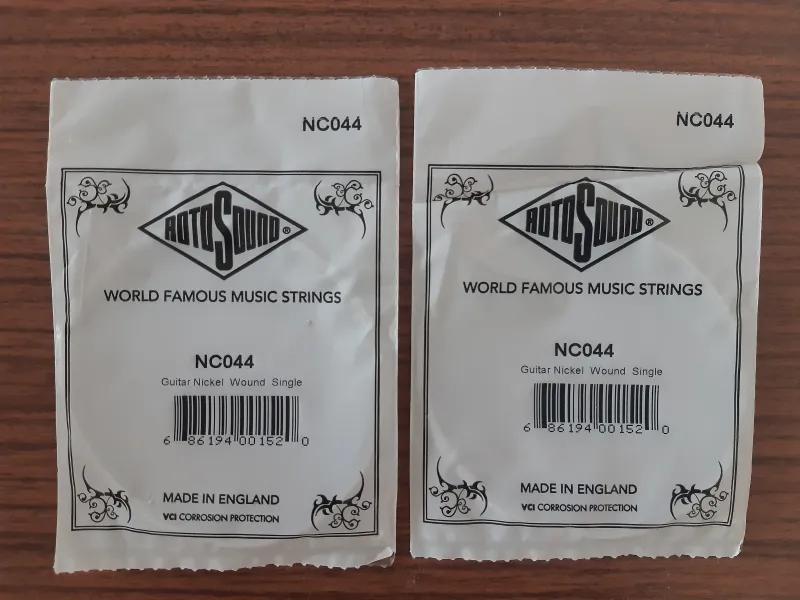 NC044
ROTOSOUND®
WORLD FAMOUS MUSIC STRINGS
NC044
Guitar Nickel Wound Single
6 86194 00152 0
MADE IN ENGLAND
VCI CORROSION PROTECTION
NC044
ROTOSOUND®
WORLD FAMOUS MUSIC STRINGS
NC044
Guitar Nickel Wound Single
6 86194 00152 0
MADE IN ENGLAND
VCI CORROSION PROTECTION